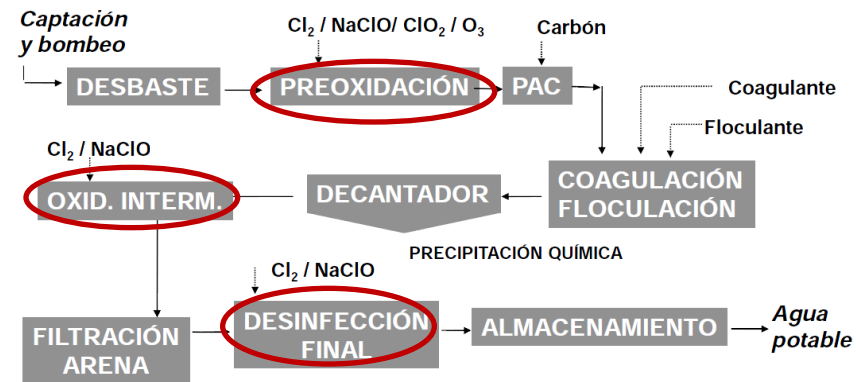 Captación
y bombeo
Cl₂ / NaClO/ ClO₂ / O₃
Carbón
DESBASTE
PREOXIDACIÓN
PAC
Coagulante
Floculante
Cl₂ / NaClO
OXID. INTERM.
DECANTADOR
COAGULACIÓN
FLOCULACIÓN
PRECIPITACIÓN QUÍMICA
Cl₂ / NaClO
FILTRACIÓN
ARENA
DESINFECCIÓN
FINAL
ALMACENAMIENTO
Agua
potable